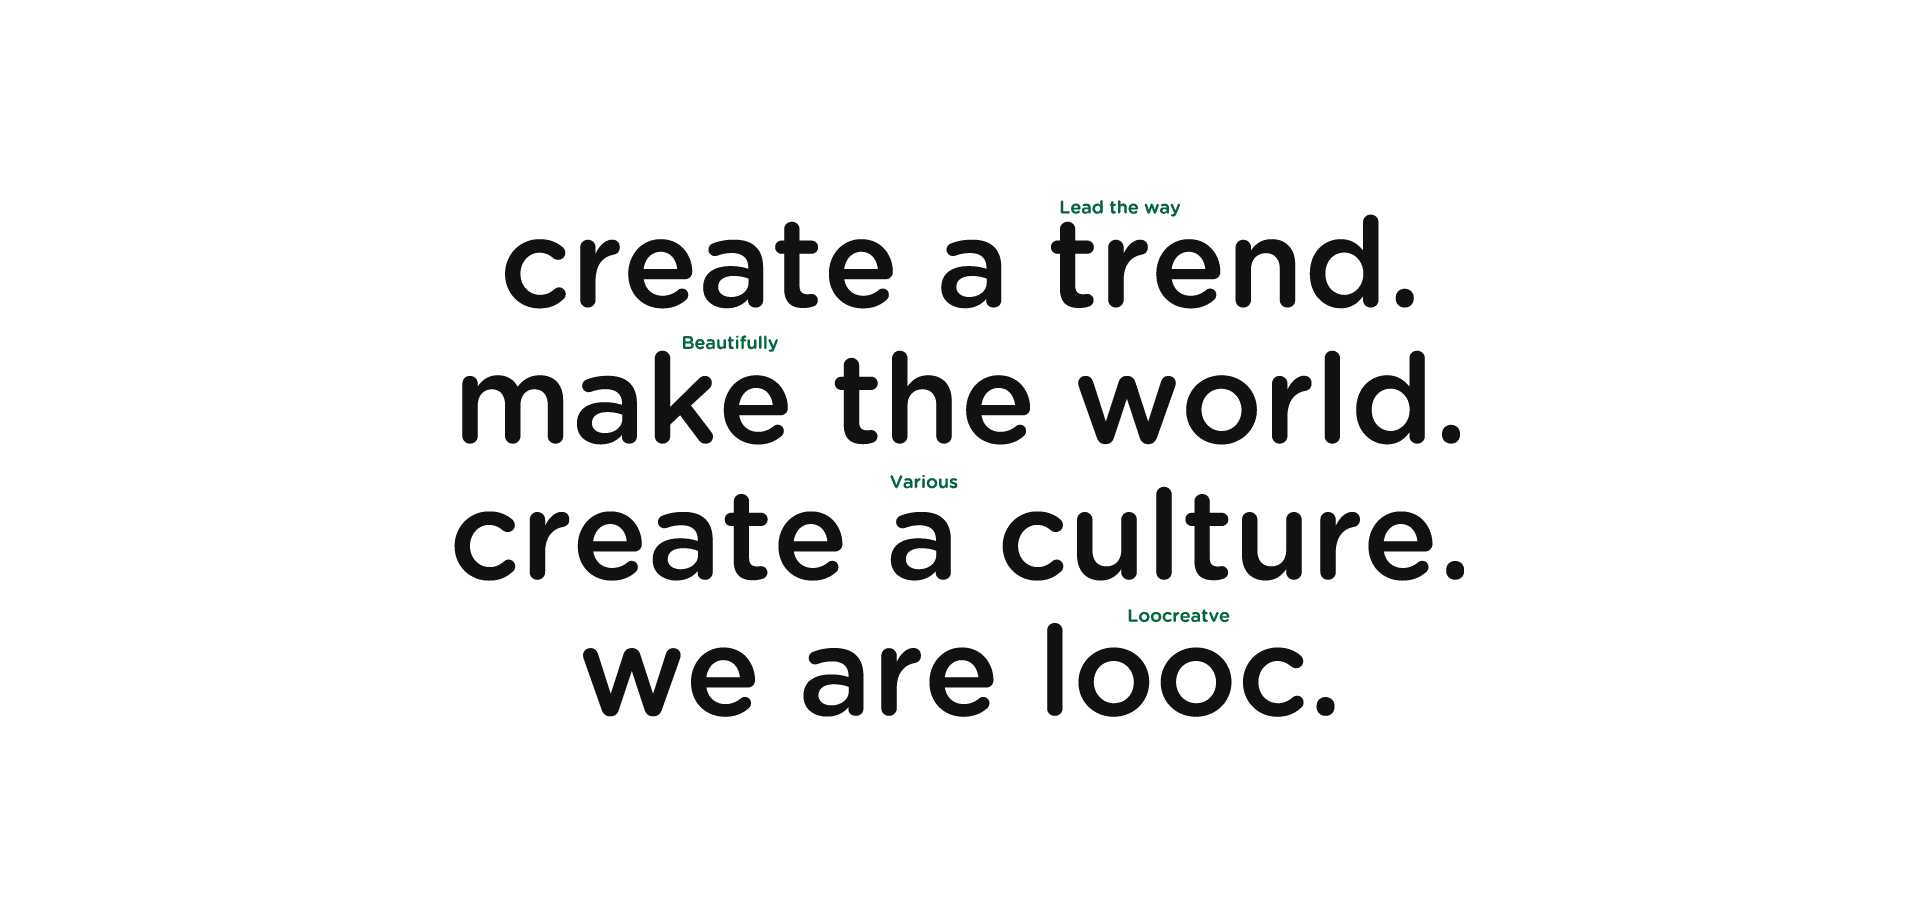 Lead the way
create a trend.
Beautifully
make the world.
Various
create a culture.
Loocreatve
we are looc.